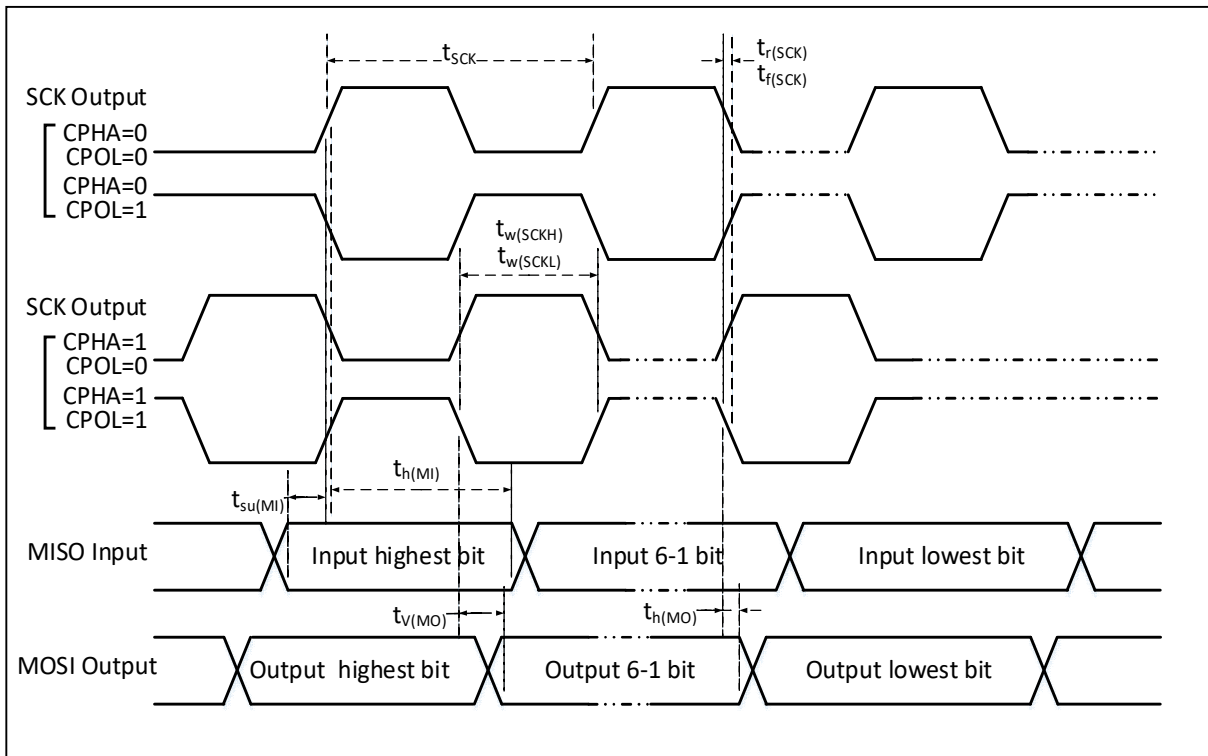 tSCK
tr(SCK)
tf(SCK)
SCK Output
CPHA=0
CPOL=0
CPHA=0
CPOL=1
tw(SCKH)
tw(SCKL)
SCK Output
CPHA=1
CPOL=0
CPHA=1
CPOL=1
th(MI)
tsu(MI)
MISO Input
Input highest bit
Input 6-1 bit
Input lowest bit
tV(MO)
th(MO)
MOSI Output
Output highest bit
Output 6-1 bit
Output lowest bit